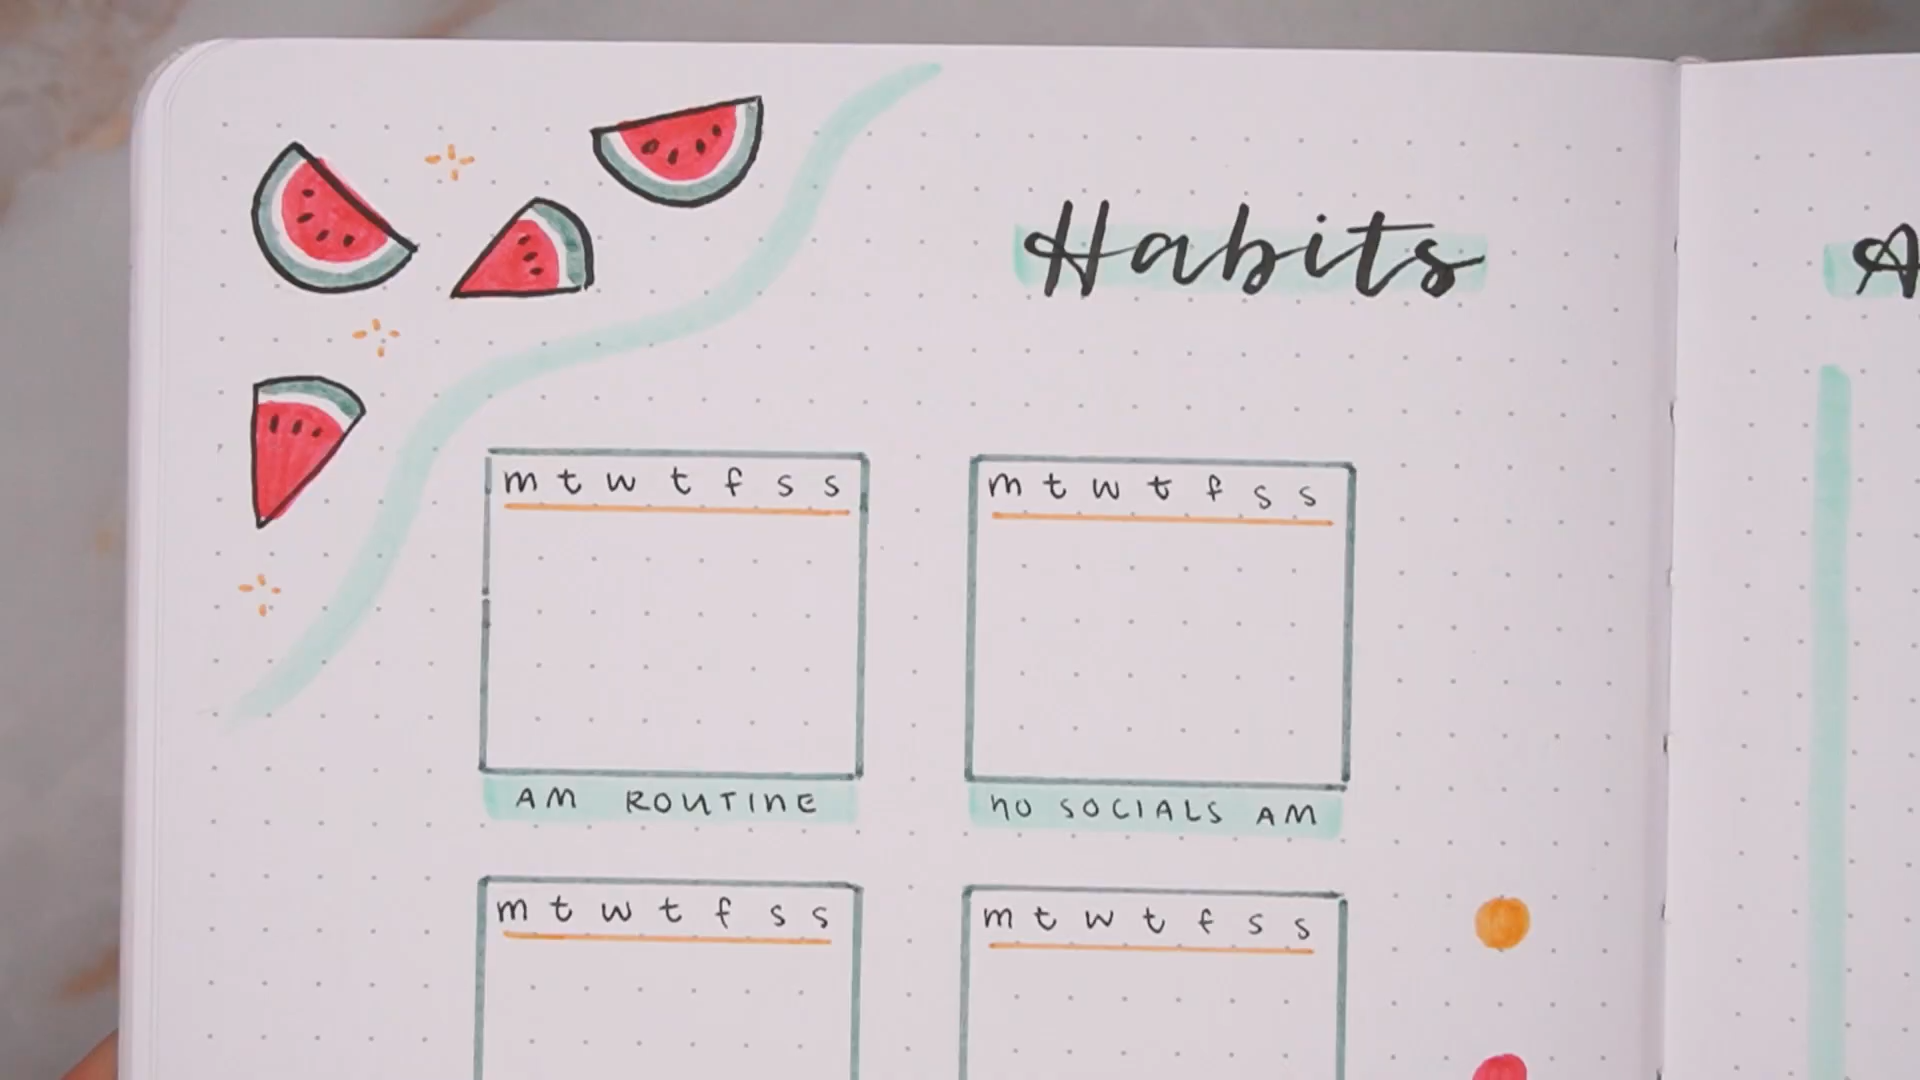 Habits
A
m t w t f s s
m t w t f s s
AM ROUTINE
no SOCIALS AM
m t w t f s s
m t w t f s s